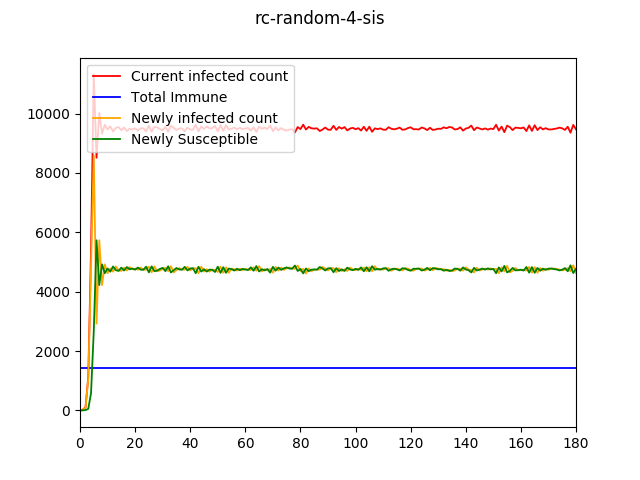 rc-random-4-sis
Current infected count
Total Immune
Newly infected count
Newly Susceptible
10000
8000
6000
4000
2000
0
0 20 40 60 80 100 120 140 160 180